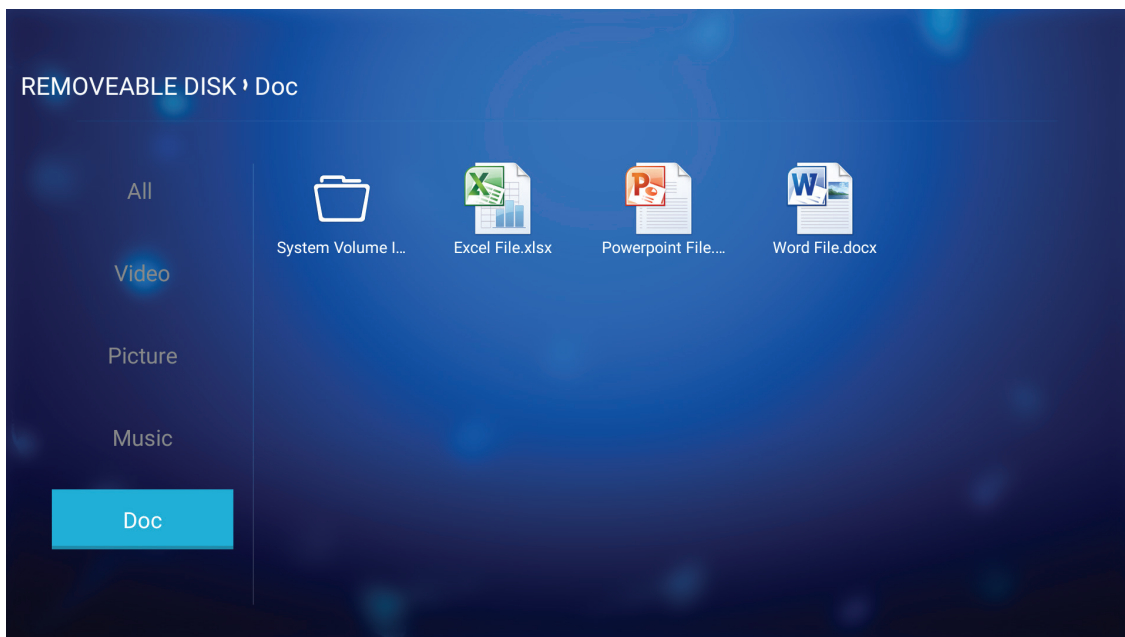 REMOVEABLE DISK › Doc
All
Video
Picture
Music
Doc
System Volume I...
Excel File.xlsx
Powerpoint File....
Word File.docx